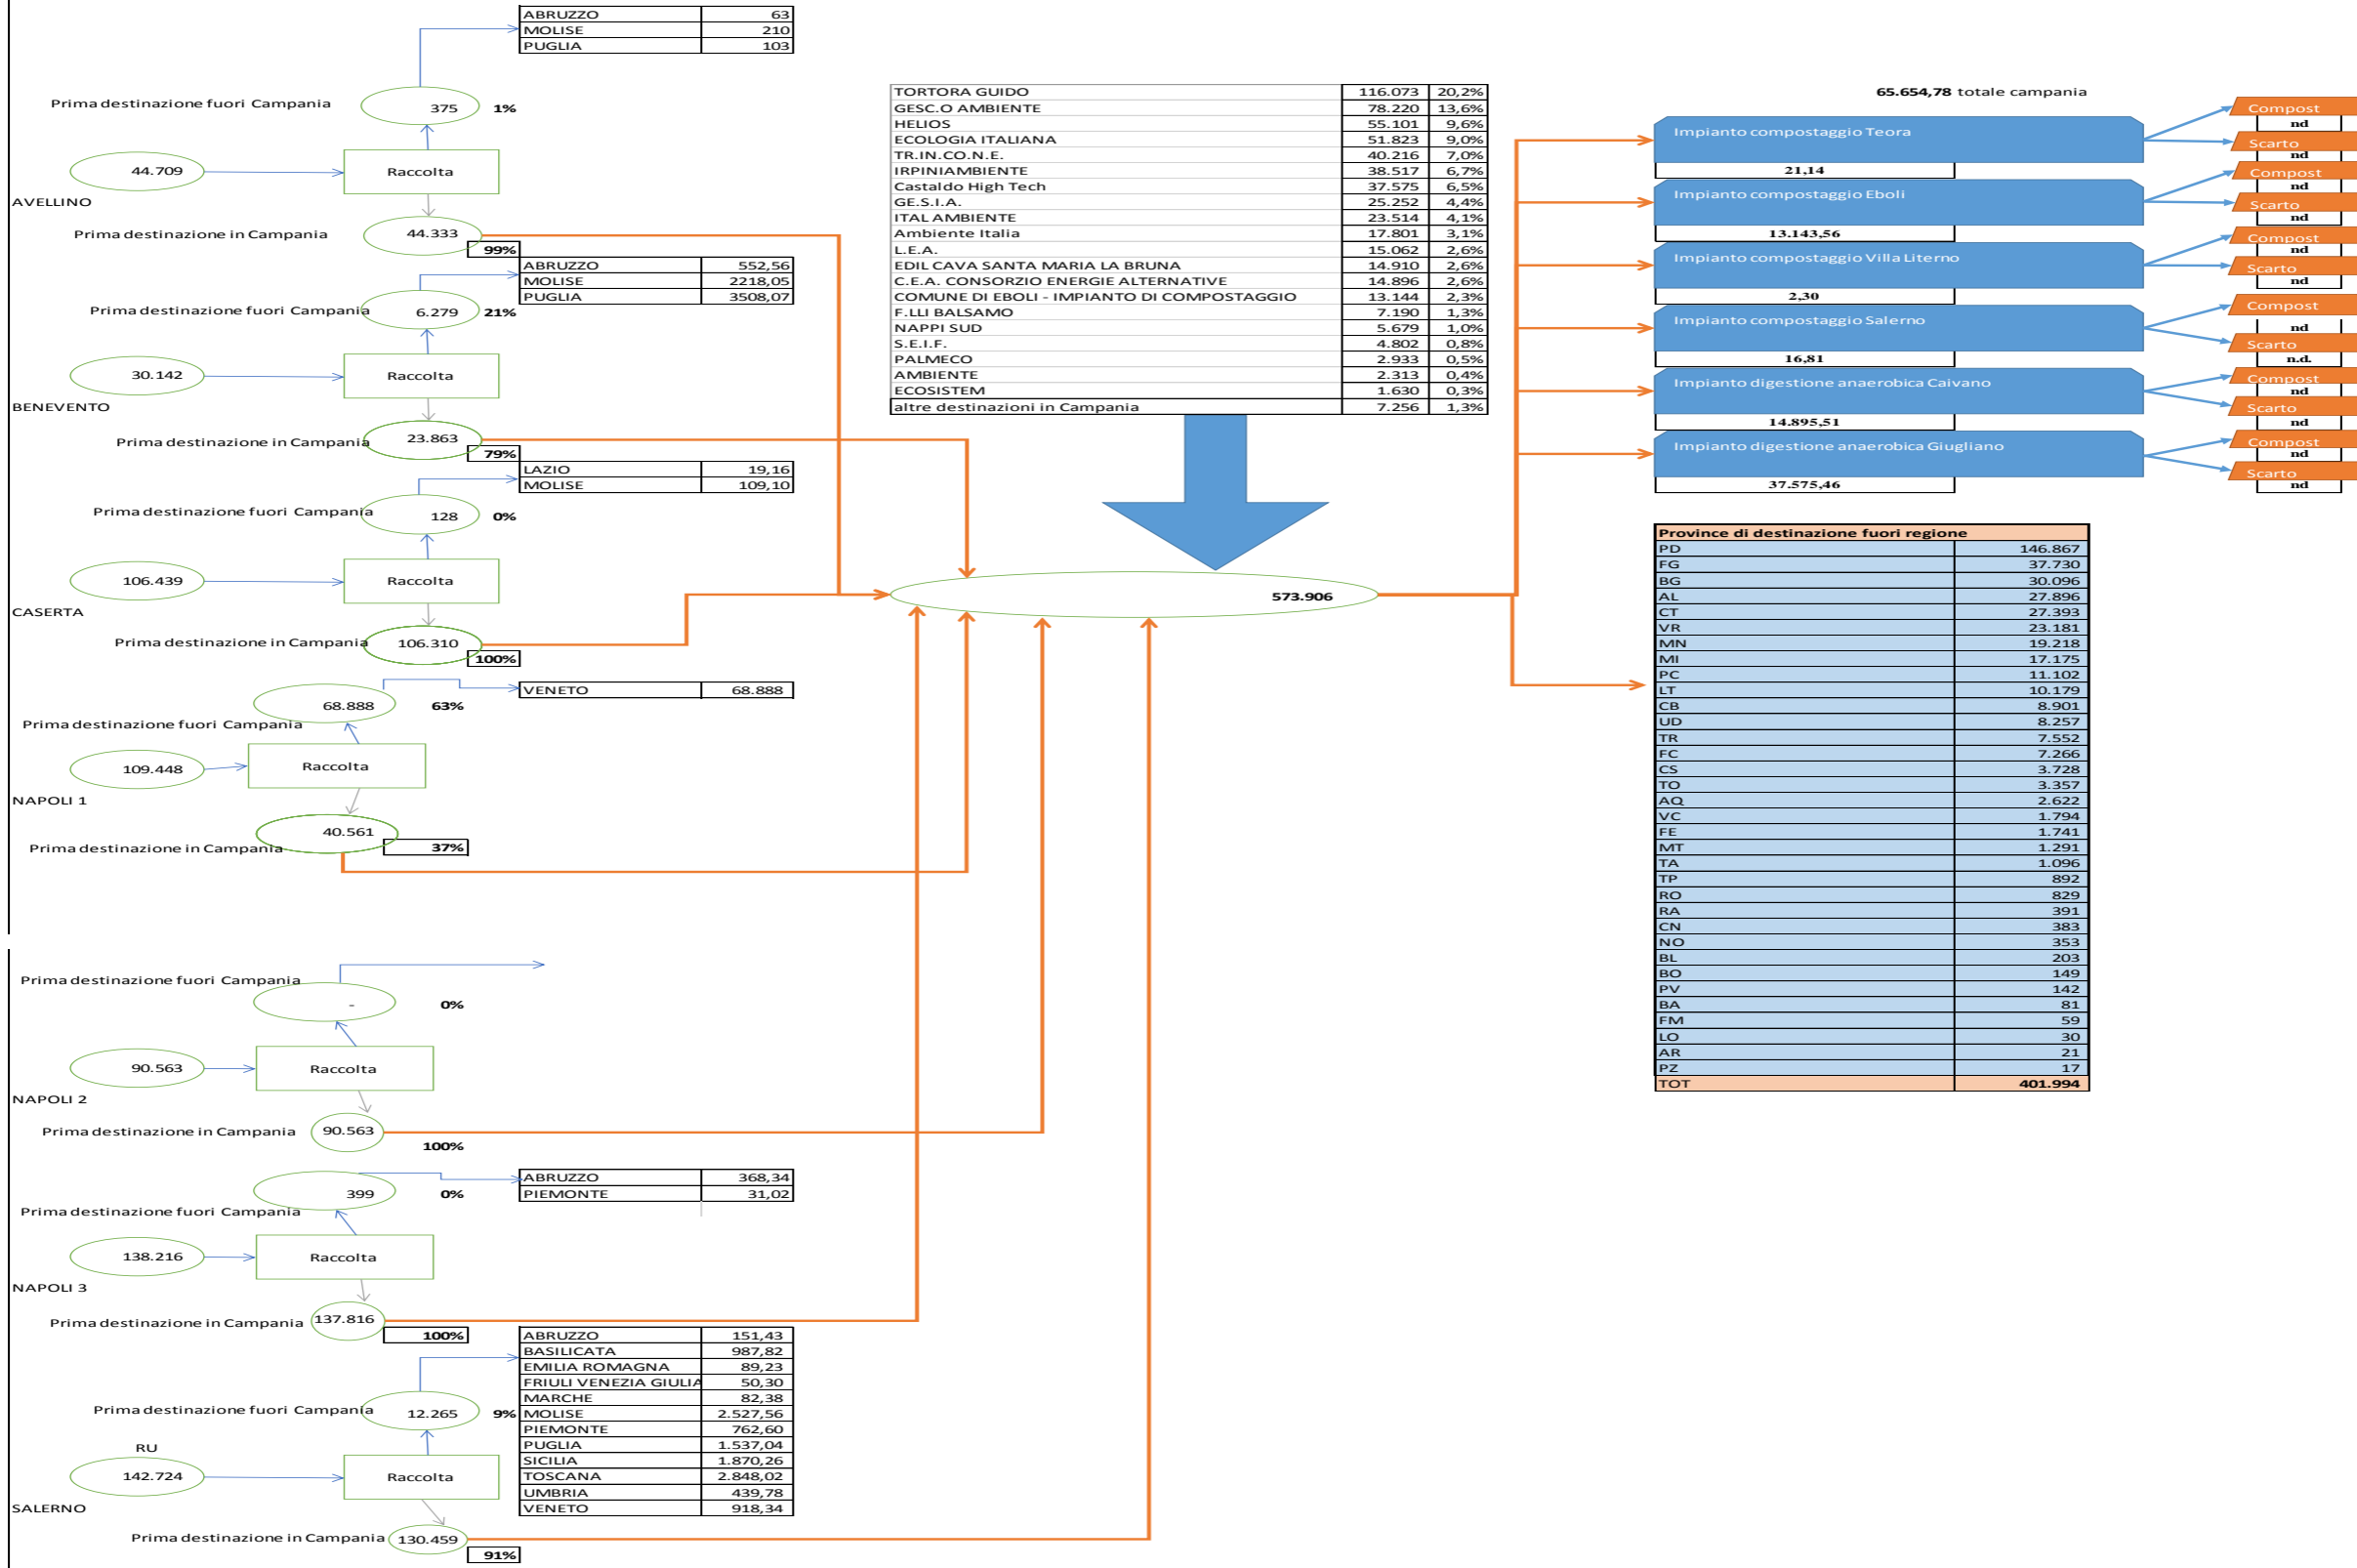 ABRUZZO 63
MOLISE 210
PUGLIA 103
Prima destinazione fuori Campania 375 1%
44.709 Raccolta
AVELLINO
Prima destinazione in Campania 44.333
99%
ABRUZZO 552,56
MOLISE 2218,05
PUGLIA 3508,07
Prima destinazione fuori Campania 6.279 21%
30.142 Raccolta
BENEVENTO
Prima destinazione in Campania 23.863
79%
LAZIO 19,16
MOLISE 109,10
Prima destinazione fuori Campania 128 0%
106.439 Raccolta
CASERTA
Prima destinazione in Campania 106.310
100%
VENETO 68.888
68.888 63%
Prima destinazione fuori Campania
109.448 Raccolta
NAPOLI 1
40.561
Prima destinazione in Campania 37%
Prima destinazione fuori Campania
- 0%
90.563 Raccolta
NAPOLI 2
Prima destinazione in Campania 90.563
100%
ABRUZZO 368,34
PIEMONTE 31,02
399 0%
Prima destinazione fuori Campania
138.216 Raccolta
NAPOLI 3
Prima destinazione in Campania 137.816
100%
ABRUZZO 151,43
BASILICATA 987,82
EMILIA ROMAGNA 89,23
FRIULI VENEZIA GIULIA 50,30
MARCHE 82,38
MOLISE 2.527,56
PIEMONTE 762,60
PUGLIA 1.537,04
SICILIA 1.870,26
TOSCANA 2.848,02
UMBRIA 439,78
VENETO 918,34
Prima destinazione fuori Campania 12.265 9%
RU
142.724 Raccolta
SALERNO
Prima destinazione in Campania 130.459
91%
TORTORA GUIDO 116.073 20,2%
GESC.O AMBIENTE 78.220 13,6%
HELIOS 55.101 9,6%
ECOLOGIA ITALIANA 51.823 9,0%
TR.IN.CO.N.E. 40.216 7,0%
IRPINIAMBIENTE 38.517 6,7%
Castaldo High Tech 37.575 6,5%
GE.S.I.A. 25.252 4,4%
ITAL AMBIENTE 23.514 4,1%
Ambiente Italia 17.801 3,1%
L.E.A. 15.062 2,6%
EDIL CAVA SANTA MARIA LA BRUNA 14.910 2,6%
C.E.A. CONSORZIO ENERGIE ALTERNATIVE 14.896 2,6%
COMUNE DI EBOLI - IMPIANTO DI COMPOSTAGGIO 13.144 2,3%
F.LLI BALSAMO 7.190 1,3%
NAPPI SUD 5.679 1,0%
S.E.I.F. 4.802 0,8%
PALMECO 2.933 0,5%
AMBIENTE 2.313 0,4%
ECOSISTEM 1.630 0,3%
altre destinazioni in Campania 7.256 1,3%
573.906
65.654,78 totale campania
Impianto compostaggio Teora
21,14
Compost
nd
Scarto
nd
Impianto compostaggio Eboli
13.143,56
Compost
nd
Scarto
nd
Impianto compostaggio Villa Literno
2,30
Compost
nd
Scarto
nd
Impianto compostaggio Salerno
16,81
Compost
nd
Scarto
n.d.
Impianto digestione anaerobica Caivano
14.895,51
Compost
nd
Scarto
nd
Impianto digestione anaerobica Giugliano
37.575,46
Compost
nd
Scarto
nd
Province di destinazione fuori regione
PD 146.867
FG 37.730
BG 30.096
AL 27.896
CT 27.393
VR 23.181
MN 19.218
MI 17.175
PC 11.102
LT 10.179
CB 8.901
UD 8.257
TR 7.552
FC 7.266
CS 3.728
TO 3.357
AQ 2.622
VC 1.794
FE 1.741
MT 1.291
TA 1.096
TP 892
RO 829
RA 391
CN 383
NO 353
BL 203
BO 149
PV 142
BA 81
FM 59
LO 30
AR 21
PZ 17
TOT 401.994